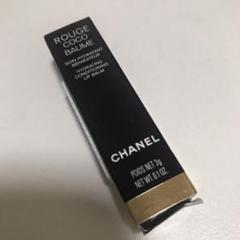 ROUGE
COCO
BAUME
SOIN HYDRATANT
RÉPARATEUR
HYDRATING
CONDITIONING
LIP BALM
CHANEL
POIDS NET 3g
NET WT. 0.1 OZ.